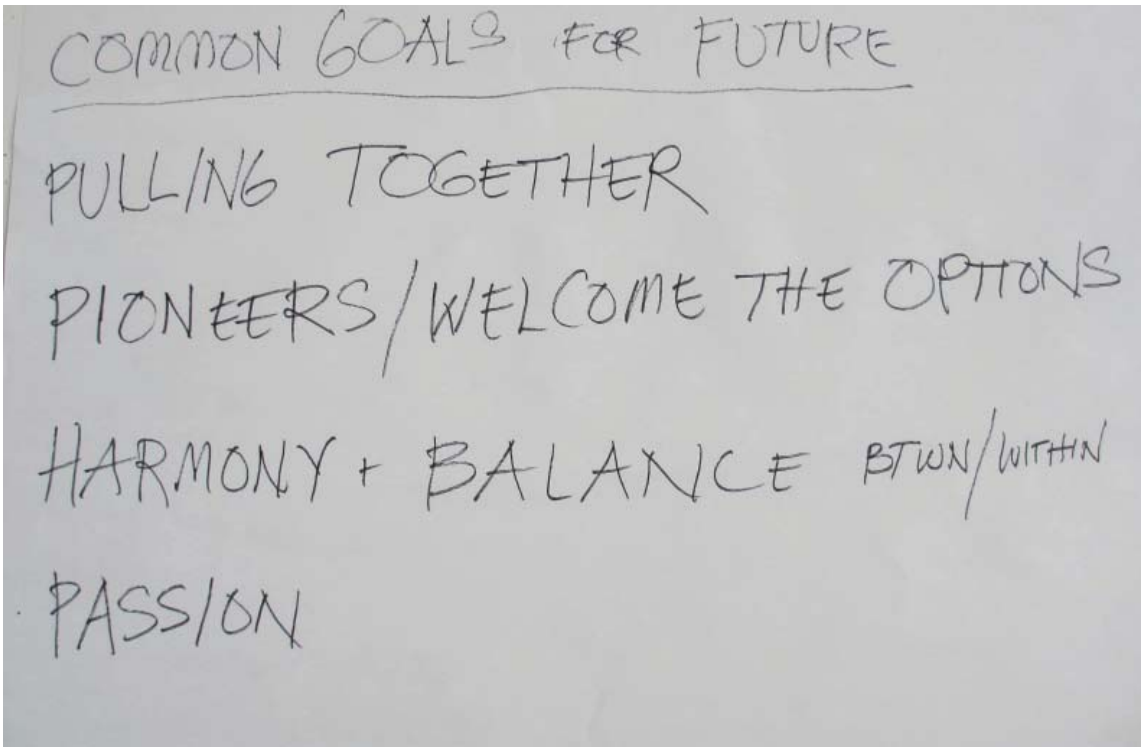 COMMON GOALS FOR FUTURE
PULLING TOGETHER
PIONEERS/WELCOME THE OPTIONS
HARMONY + BALANCE BTWN/WITHIN
PASSION